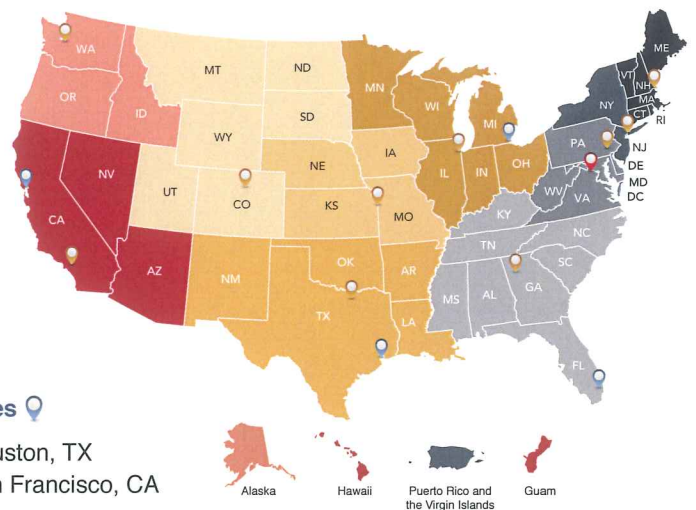 WA
MT
ND
OR
ID
SD
WY
MN
WI
MI
ME
VT
NH
MA
CT
RI
NY
PA
NJ
DE
MD
DC
NV
UT
CO
NE
IA
IL
IN
OH
WV
VA
CA
KS
MO
KY
AZ
NM
OK
AR
TN
NC
SC
TX
LA
MS
AL
GA
FL
Alaska
Hawaii
Puerto Rico and
the Virgin Islands
Guam
TX
CA